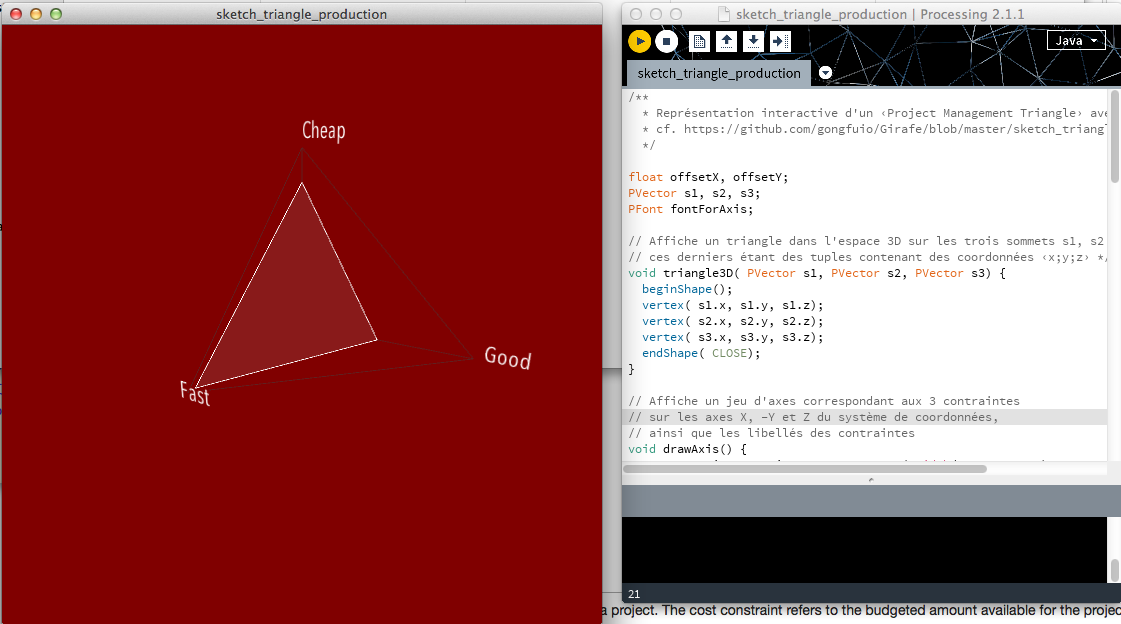 sketch_triangle_production
Cheap
Good
Fast
sketch_triangle_production | Processing 2.1.1
Java
sketch_triangle_production
/**
* Représentation interactive d'un ‹Project Management Triangle›
* cf. https://github.com/gongfuio/Girafe/blob/master/sketch_triangl
*/
float offsetX, offsetY;
PVector s1, s2, s3;
PFont fontForAxis;
// Affiche un triangle dans l'espace 3D sur les trois sommets s1, s2
// ces derniers étant des tuples contenant des coordonnées ‹x;y;z› */
void triangle3D( PVector s1, PVector s2, PVector s3) {
beginShape();
vertex( s1.x, s1.y, s1.z);
vertex( s2.x, s2.y, s2.z);
vertex( s3.x, s3.y, s3.z);
endShape( CLOSE);
}
// Affiche un jeu d'axes correspondant aux 3 contraintes
// sur les axes X, -Y et Z du système de coordonnées,
// ainsi que les libellés des contraintes
void drawAxis() {
21
a project. The cost constraint refers to the budgeted amount available for the projec